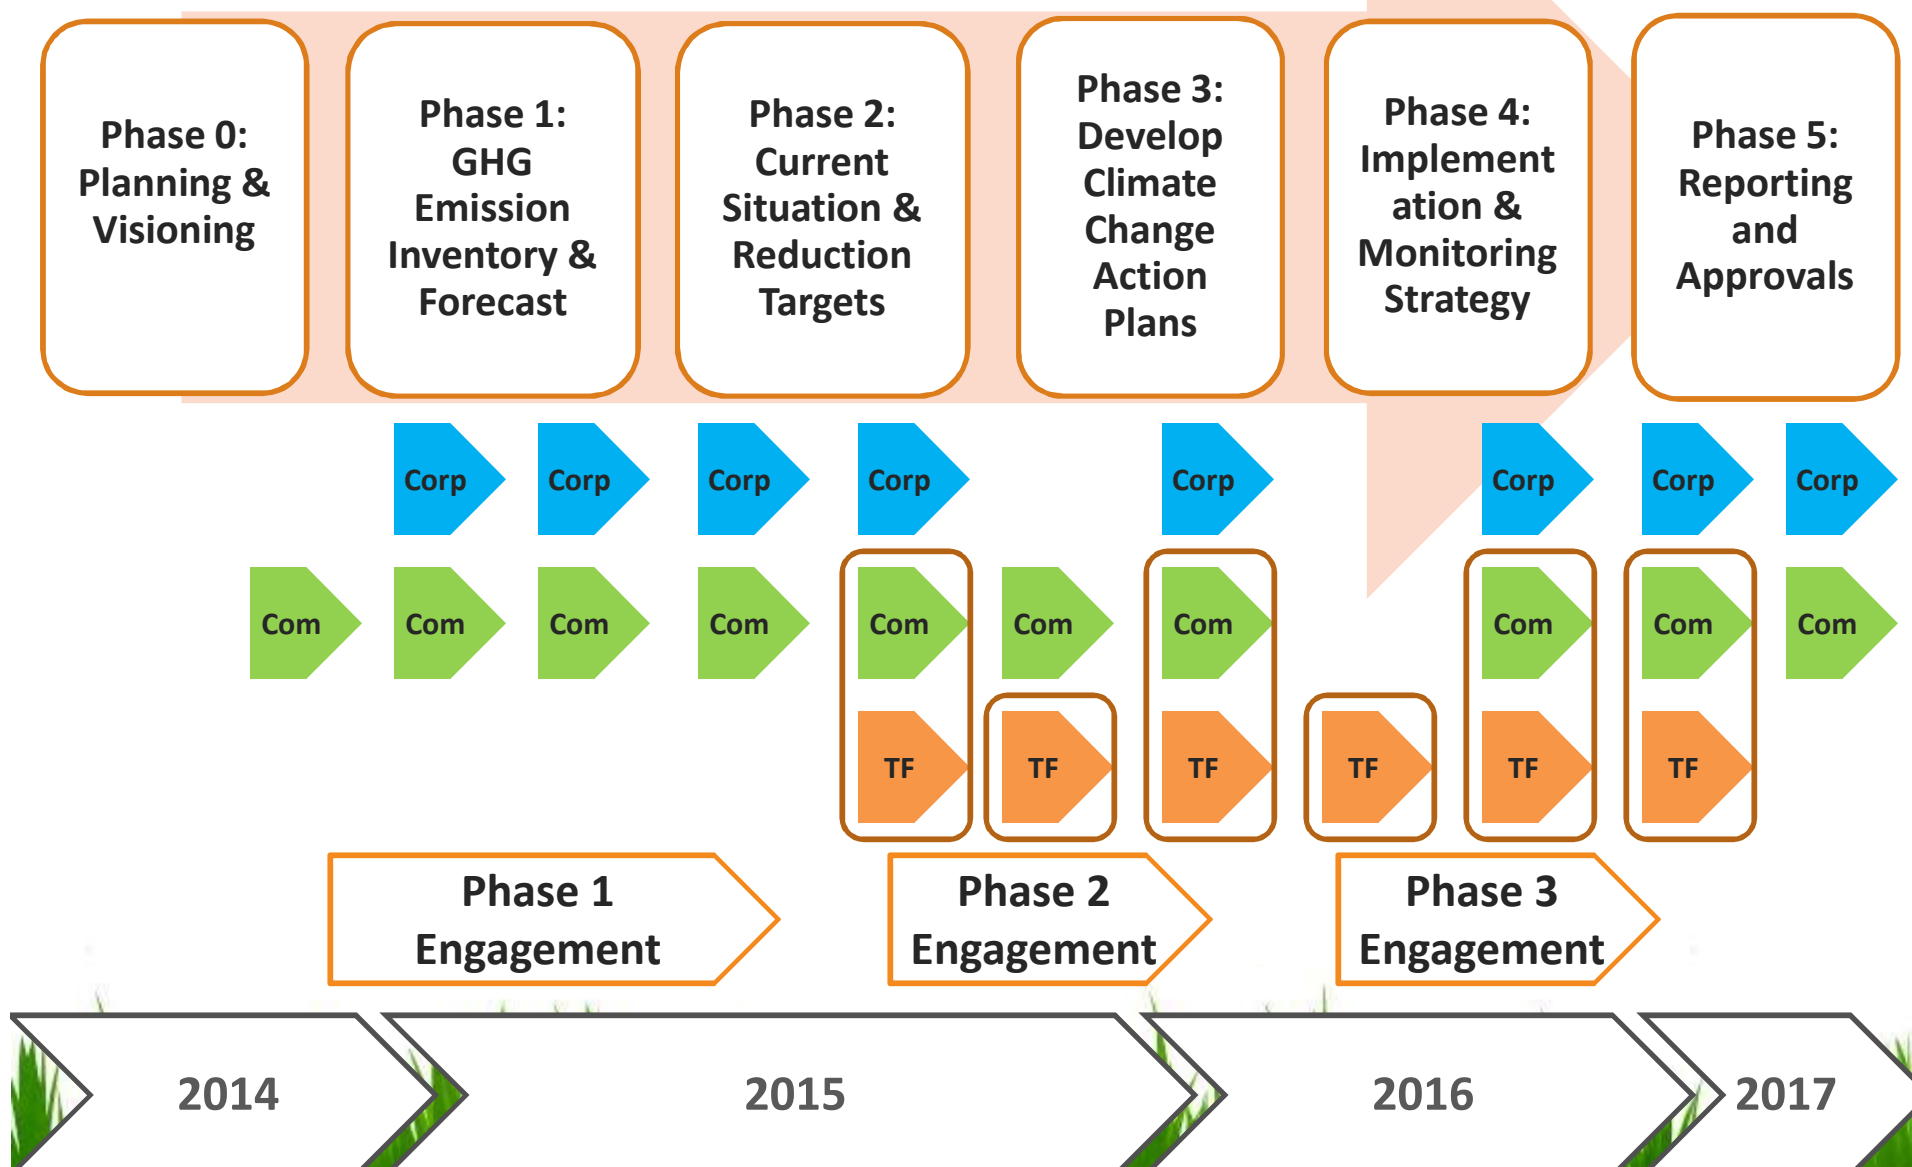 Phase 0:
Planning &
Visioning
Phase 1:
GHG
Emission
Inventory &
Forecast
Phase 2:
Current
Situation &
Reduction
Targets
Phase 3:
Develop
Climate
Change
Action
Plans
Phase 4:
Implement
ation &
Monitoring
Strategy
Phase 5:
Reporting
and
Approvals
Corp Corp Corp Corp Corp Corp Corp Corp
Com Com Com Com Com Com Com Com Com Com
TF TF TF TF TF TF
Phase 1
Engagement
Phase 2
Engagement
Phase 3
Engagement
2014 2015 2016 2017